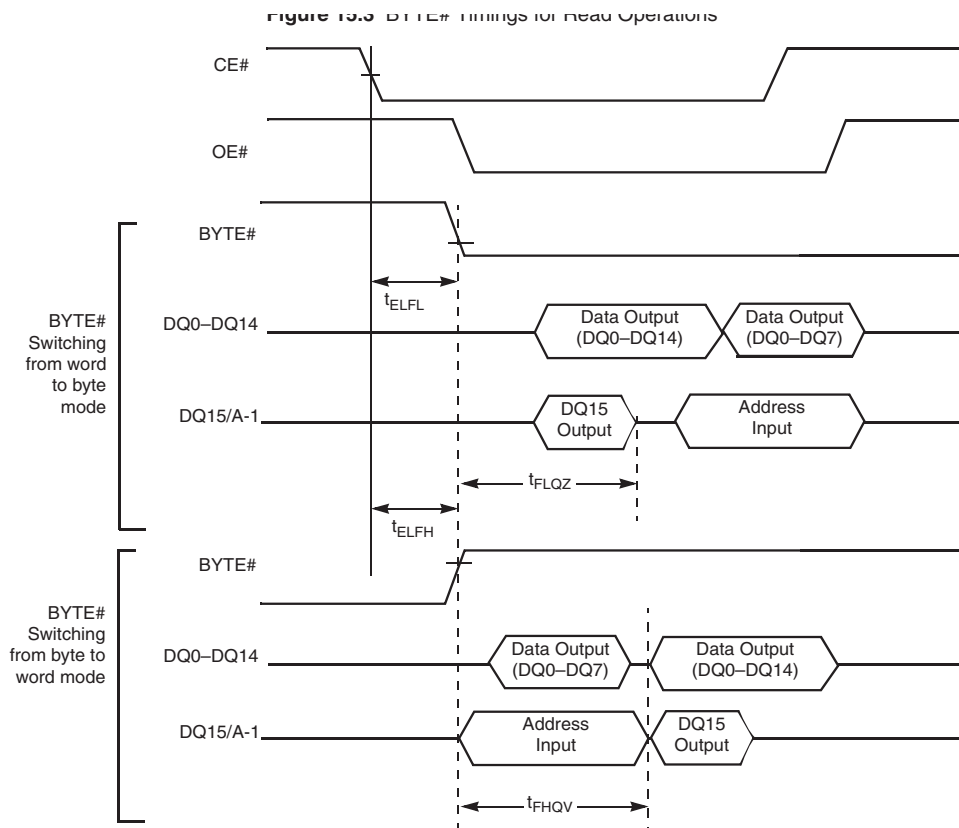 Figure 15.3 BYTE# Timings for Read Operations
CE#
OE#
BYTE#
tELFL
BYTE#
Switching
from word
to byte
mode
DQ0–DQ14
Data Output
(DQ0–DQ14)
Data Output
(DQ0–DQ7)
DQ15/A-1
DQ15
Output
Address
Input
tFLQZ
tELFH
BYTE#
BYTE#
Switching
from byte to
word mode
DQ0–DQ14
Data Output
(DQ0–DQ7)
Data Output
(DQ0–DQ14)
DQ15/A-1
Address
Input
DQ15
Output
tFHQV